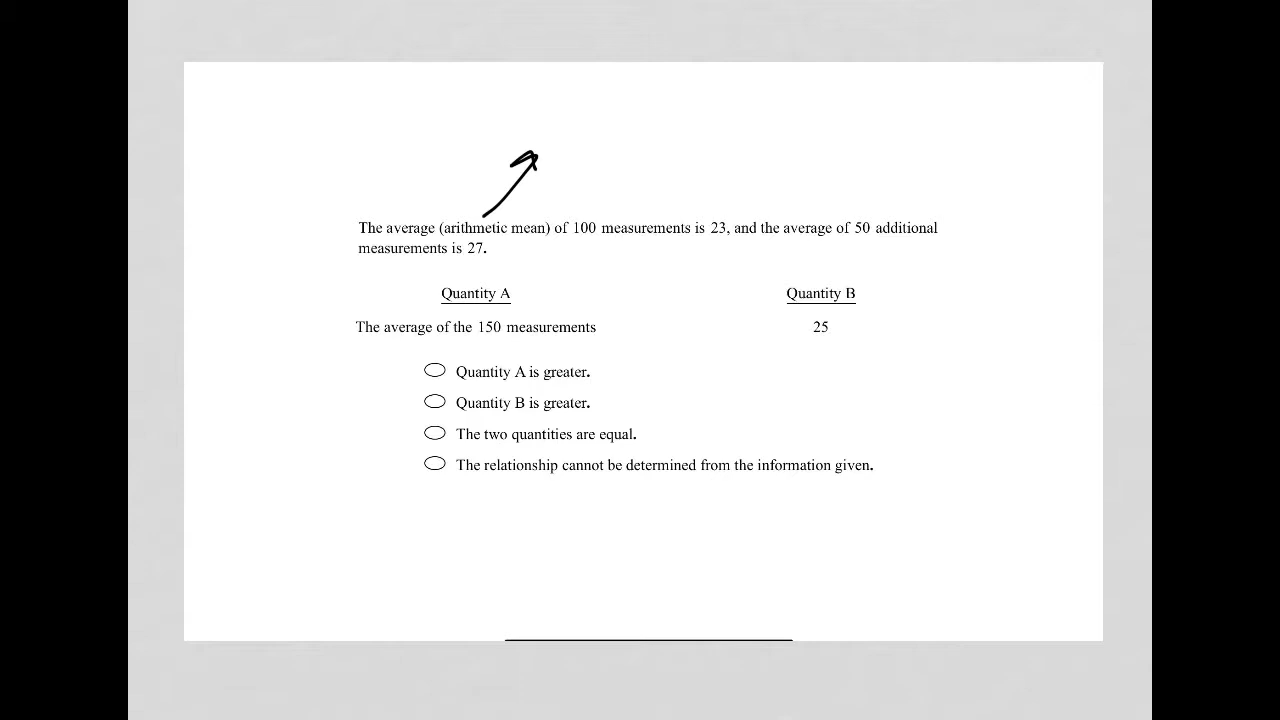 The average (arithmetic mean) of 100 measurements is 23, and the average of 50 additional
measurements is 27.
Quantity A
Quantity B
The average of the 150 measurements
25
Quantity A is greater.
Quantity B is greater.
The two quantities are equal.
The relationship cannot be determined from the information given.